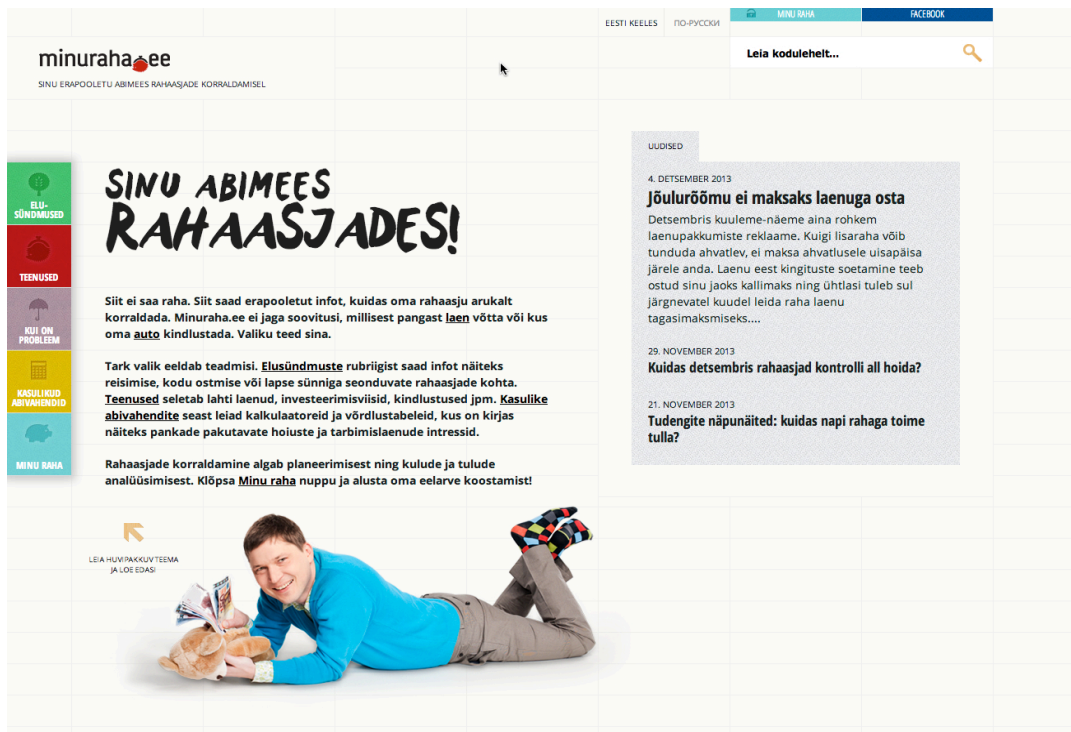 EESTI KEELES
ПО-РУССКИ
MINU RAHA
FACEBOOK
minuraha.ee
SINU ERAPOOLETU ABIMEES RAHAASJADE KORRALDAMISEL
Leia kodulehelt...
ELU-
SÜNDMUSED
TEENUSED
KUI ON
PROBLEEM
KASULIKUD
ABIVAHENDID
MINU RAHA
SINU ABIMEES
RAHAASJADES!
Siit ei saa raha. Siit saad erapooletut infot, kuidas oma rahaasju arukalt
korraldada. Minuraha.ee ei jaga soovitusi, millisest pangast laen võtta või kus
oma auto kindlustada. Valiku teed sina.
Tark valik eeldab teadmisi. Elusündmuste rubriigist saad infot näiteks
reisimise, kodu ostmise või lapse sünniga seonduvate rahaasjade kohta.
Teenused seletab lahti laenud, investeerimisviisid, kindlustused jpm. Kasulike
abivahendite seast leiad kalkulaatoreid ja võrdlustabeleid, kus on kirjas
näiteks pankade pakutavate hoiuste ja tarbimislaenude intressid.
Rahaasjade korraldamine algab planeerimisest ning kulude ja tulude
analüüsimisest. Klõpsa Minu raha nuppu ja alusta oma eelarve koostamist!
LEIA HUVIPAKKUV TEEMA
JA LOE EDASI
UUDISED
4. DETSEMBER 2013
Jõulurõõmu ei maksaks laenuga osta
Detsembris kuuleme-näeme aina rohkem
laenupakkumiste reklaame. Kuigi lisaraha võib
tunduda ahvatlev, ei maksa ahvatlusele uisapäisa
järele anda. Laenu eest kingituste soetamine teeb
ostud sinu jaoks kallimaks ning ühtlasi tuleb sul
järgnevatel kuudel leida raha laenu
tagasimaksmiseks....
29. NOVEMBER 2013
Kuidas detsembris rahaasjad kontrolli all hoida?
21. NOVEMBER 2013
Tudengite näpunäited: kuidas napi rahaga toime
tulla?